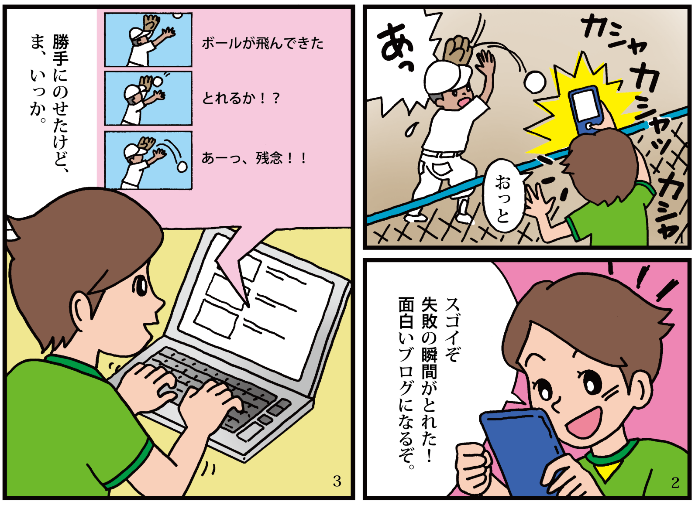 カシャ
カシャッ
カシャ
あっ
おっと
スゴイぞ
失敗の瞬間がとれた！
面白いブログになるぞ。
2
ボールが飛んできた
とれるか！？
あーっ、残念！！
勝手にのせたけど、
ま、いっか。
3